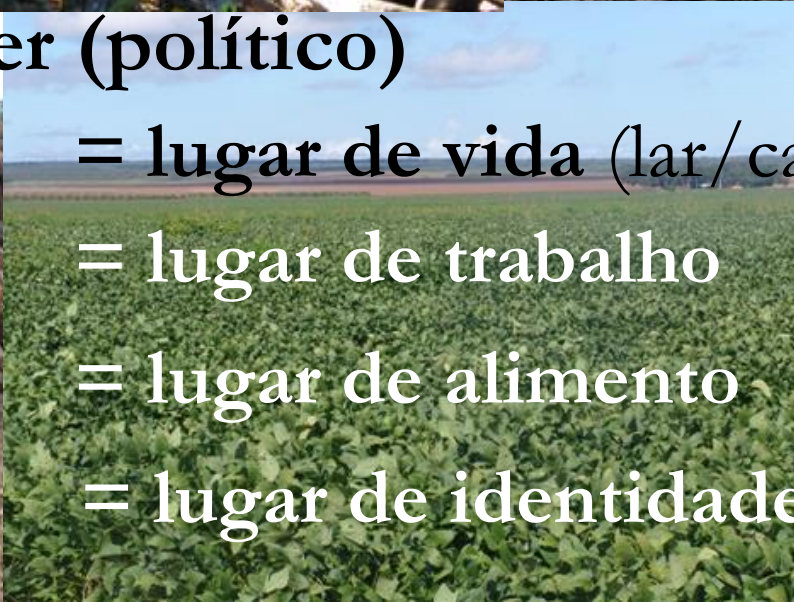 er (político)
= lugar de vida (lar/ca
= lugar de trabalho
= lugar de alimento
= lugar de identidade